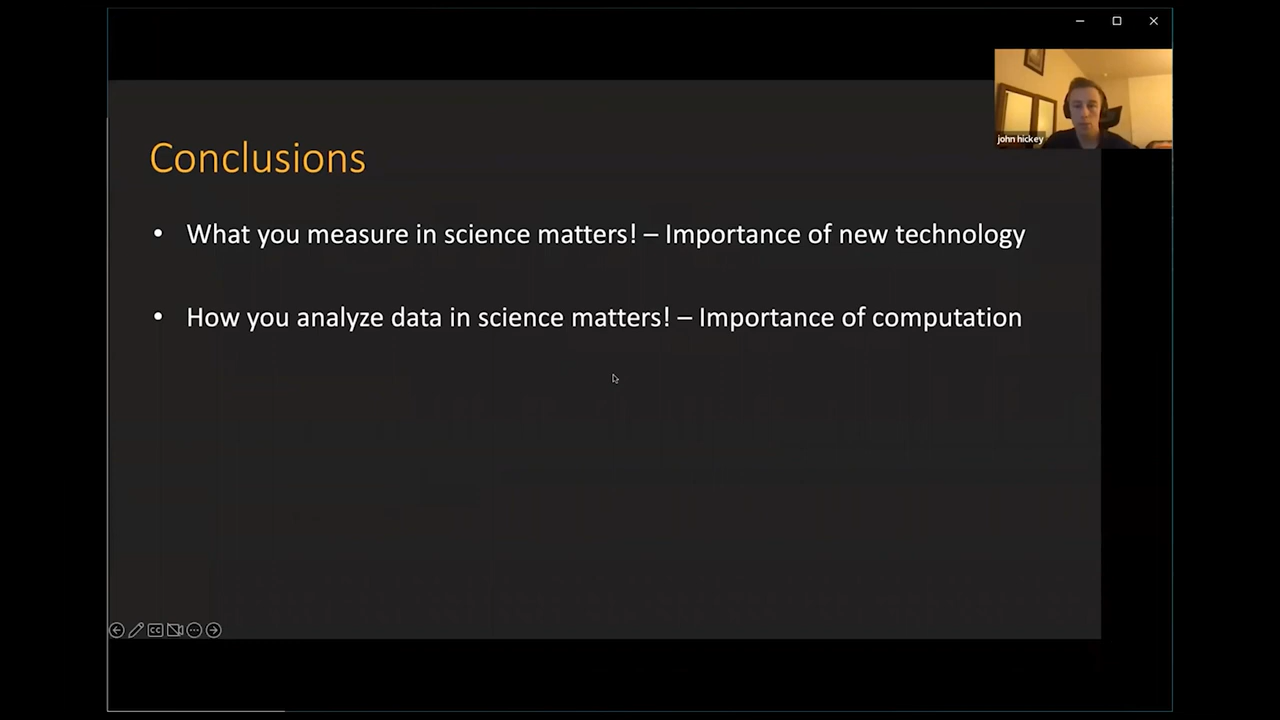 john hickey
Conclusions
• What you measure in science matters! – Importance of new technology
• How you analyze data in science matters! – Importance of computation
CC